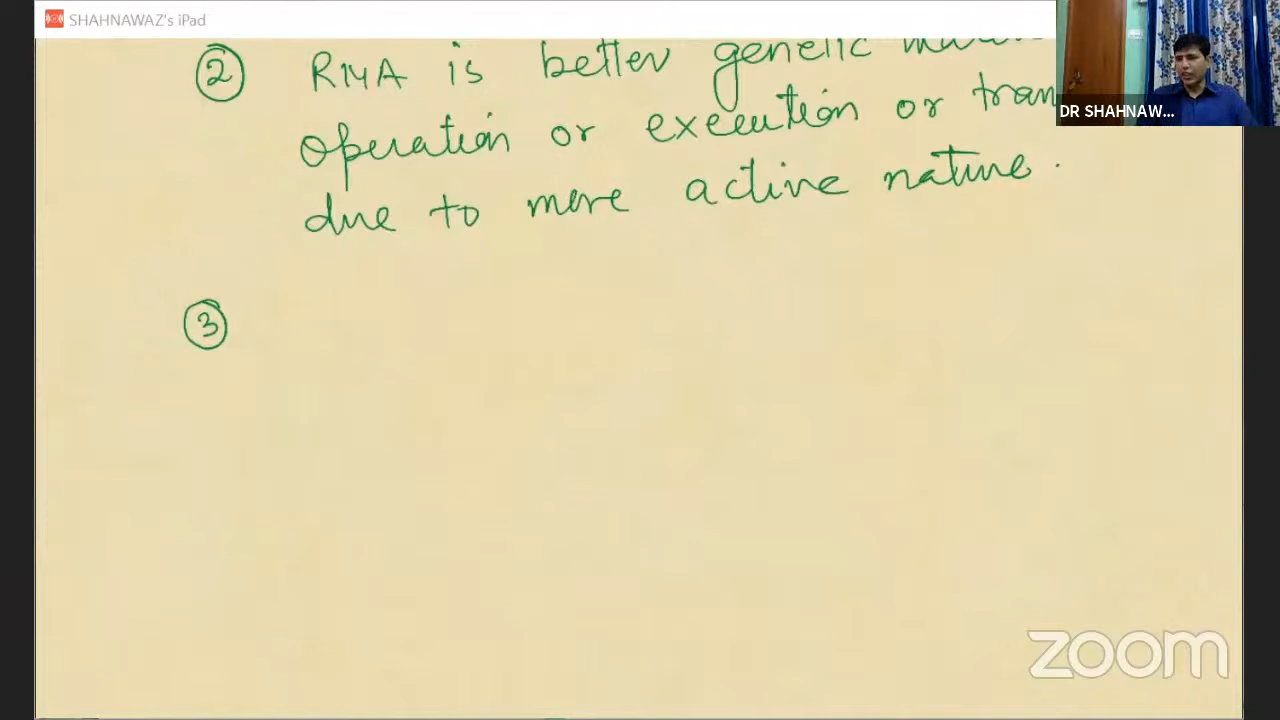 SHAHNAWAZ's iPad
② RNA is better genetic
operation or execution or tran
due to more active nature.
③
DR SHAHNAW...
zoom